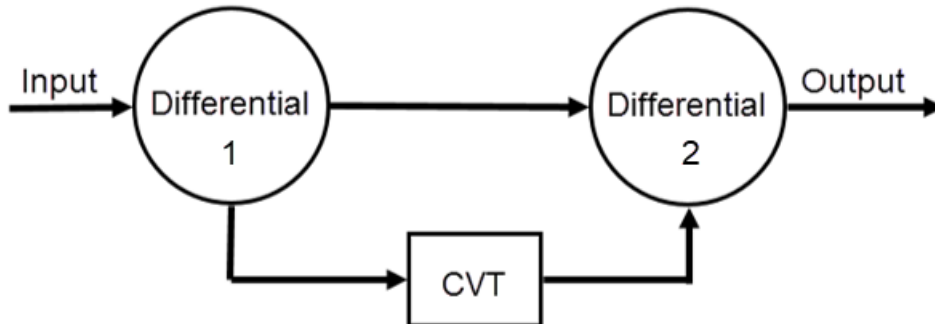 Input
Differential
1
Differential
2
Output
CVT